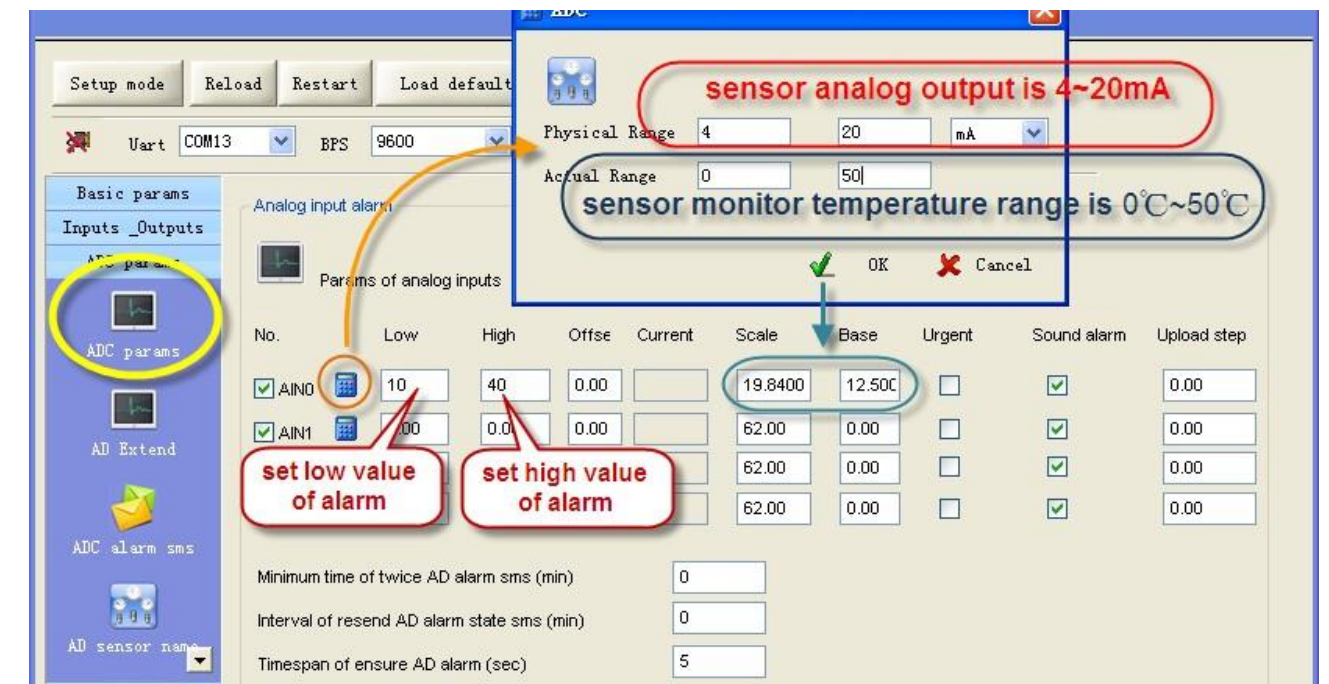 ADC
sensor analog output is 4~20mA
Setup mode Reload Restart Load default
Physical Range 4 20 mA
Uart COM13 BPS 9600
Actual Range 0 50
sensor monitor temperature range is 0℃~50℃
Basic params
Inputs _Outputs
ADC params
Analog input alarm
OK Cancel
Params of analog inputs
No. Low High Offse Current Scale Base Urgent Sound alarm Upload step
ADC params
AIN0 10 40 0.00 19.8400 12.500 0.00
AIN1 0.00 62.00 0.00 0.00
AD Extend
set low value
of alarm
set high value
of alarm
62.00 0.00 0.00
62.00 0.00 0.00
ADC alarm sms
Minimum time of twice AD alarm sms (min) 0
Interval of resend AD alarm state sms (min) 0
AD sensor name
Timespan of ensure AD alarm (sec) 5